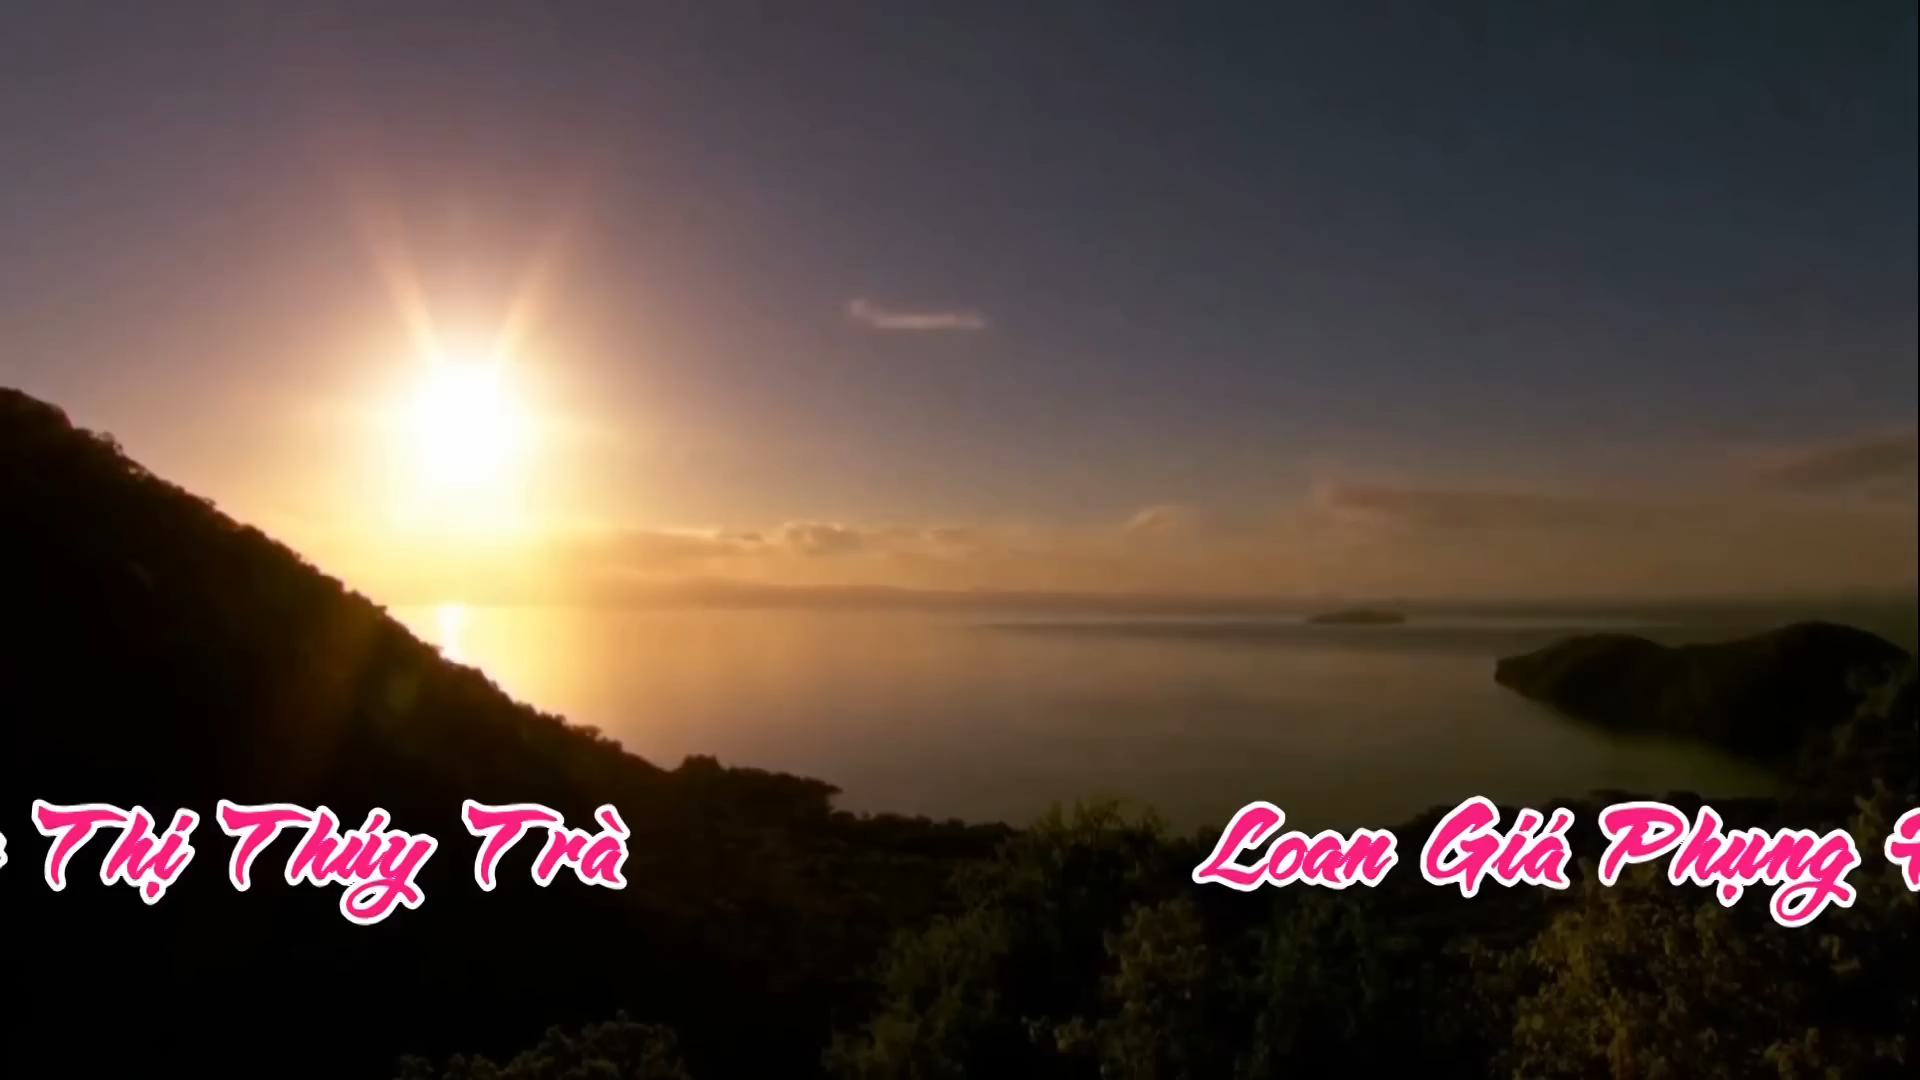 Thị Thúy Trà
Loan Giá Phụng